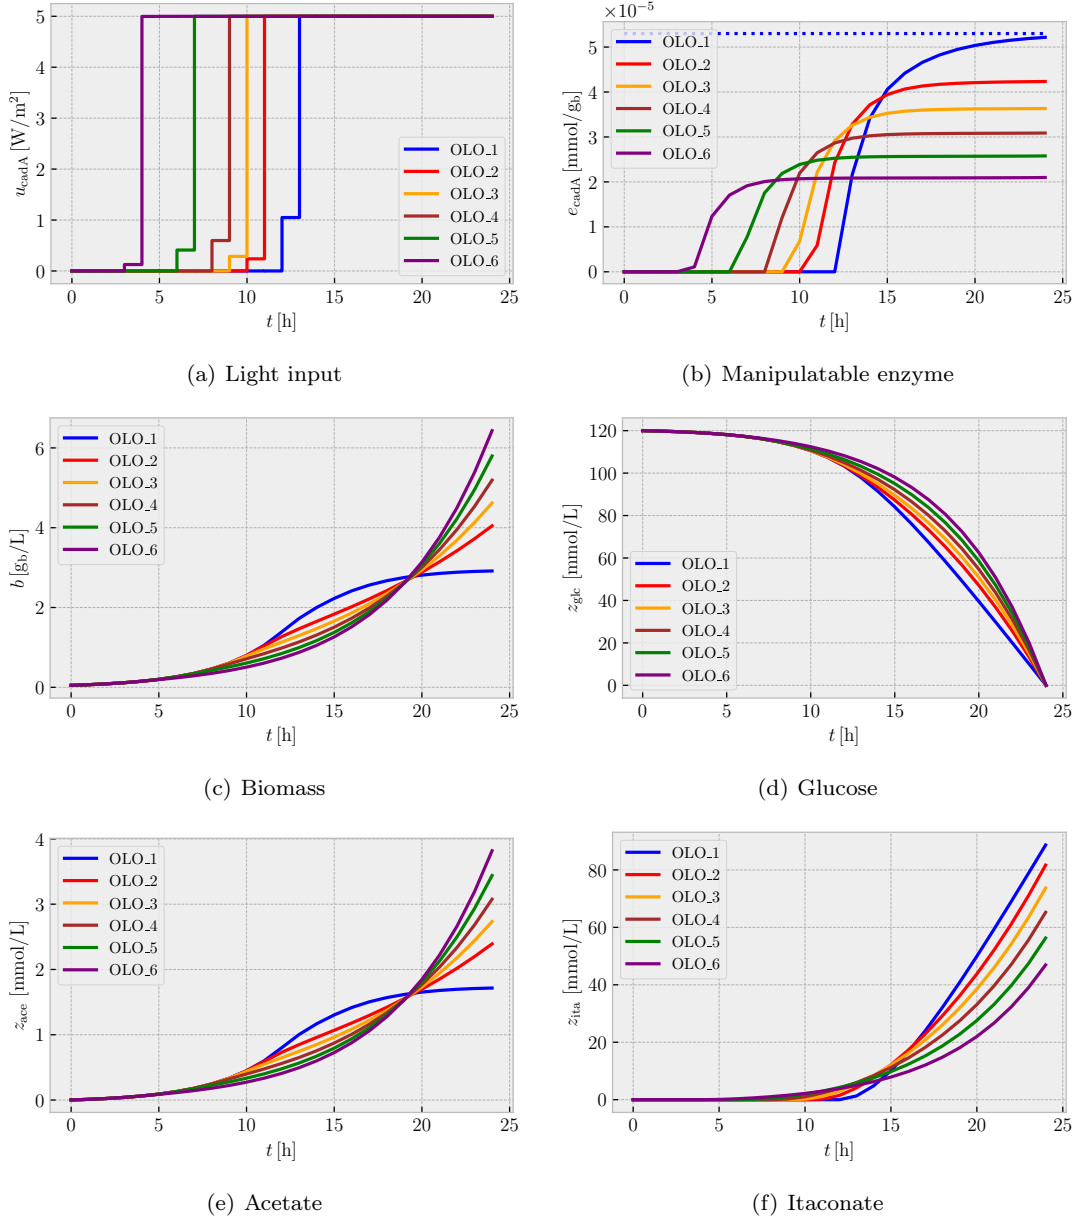 5
4
3
2
1
0
u_cadA [W/m²]
OLO_1
OLO_2
OLO_3
OLO_4
OLO_5
OLO_6
0 5 10 15 20 25
t [h]
(a) Light input
×10⁻⁵
5
4
3
2
1
0
e_cadA [mmol/g_b]
OLO_1
OLO_2
OLO_3
OLO_4
OLO_5
OLO_6
0 5 10 15 20 25
t [h]
(b) Manipulatable enzyme
6
4
2
0
b [g_b/L]
OLO_1
OLO_2
OLO_3
OLO_4
OLO_5
OLO_6
0 5 10 15 20 25
t [h]
(c) Biomass
120
100
80
60
40
20
0
z_glc [mmol/L]
OLO_1
OLO_2
OLO_3
OLO_4
OLO_5
OLO_6
0 5 10 15 20 25
t [h]
(d) Glucose
4
3
2
1
0
z_ace [mmol/L]
OLO_1
OLO_2
OLO_3
OLO_4
OLO_5
OLO_6
0 5 10 15 20 25
t [h]
(e) Acetate
80
60
40
20
0
z_ita [mmol/L]
OLO_1
OLO_2
OLO_3
OLO_4
OLO_5
OLO_6
0 5 10 15 20 25
t [h]
(f) Itaconate